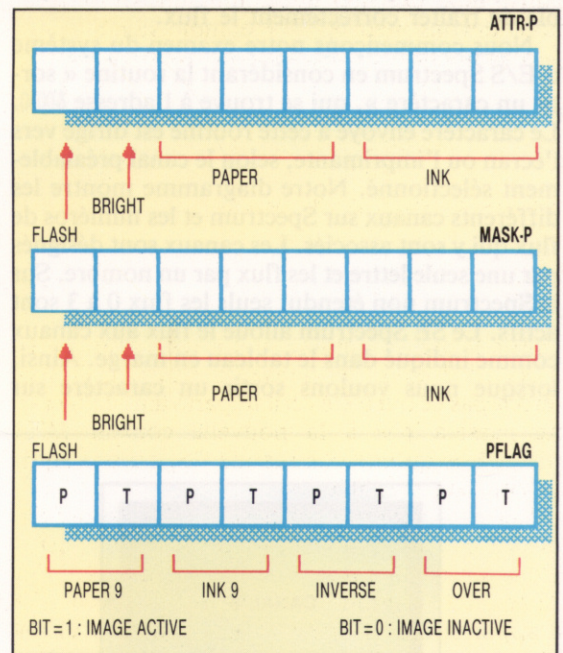 ATTR-P
PAPER INK
BRIGHT
FLASH MASK-P
PAPER INK
BRIGHT
FLASH PFLAG
P T P T P T P T
PAPER 9 INK 9 INVERSE OVER
BIT=1 : IMAGE ACTIVE BIT=0 : IMAGE INACTIVE